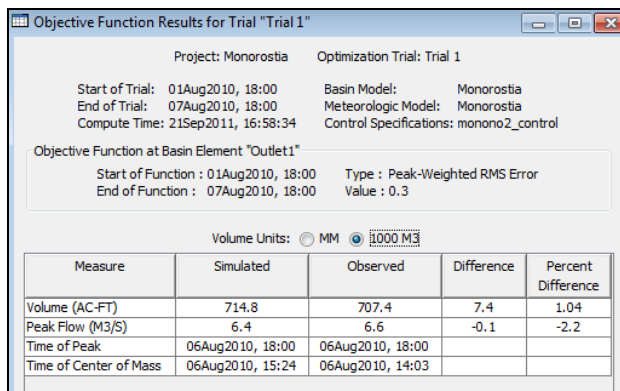 Objective Function Results for Trial "Trial 1"
Project: Monorostia Optimization Trial: Trial 1
Start of Trial: 01Aug2010, 18:00 Basin Model: Monorostia
End of Trial: 07Aug2010, 18:00 Meteorologic Model: Monorostia
Compute Time: 21Sep2011, 16:58:34 Control Specifications: monono2_control
Objective Function at Basin Element "Outlet1"
Start of Function : 01Aug2010, 18:00 Type : Peak-Weighted RMS Error
End of Function : 07Aug2010, 18:00 Value : 0.3
Volume Units: MM 1000 M3
Measure Simulated Observed Difference Percent Difference
Volume (AC-FT) 714.8 707.4 7.4 1.04
Peak Flow (M3/S) 6.4 6.6 -0.1 -2.2
Time of Peak 06Aug2010, 18:00 06Aug2010, 18:00
Time of Center of Mass 06Aug2010, 15:24 06Aug2010, 14:03